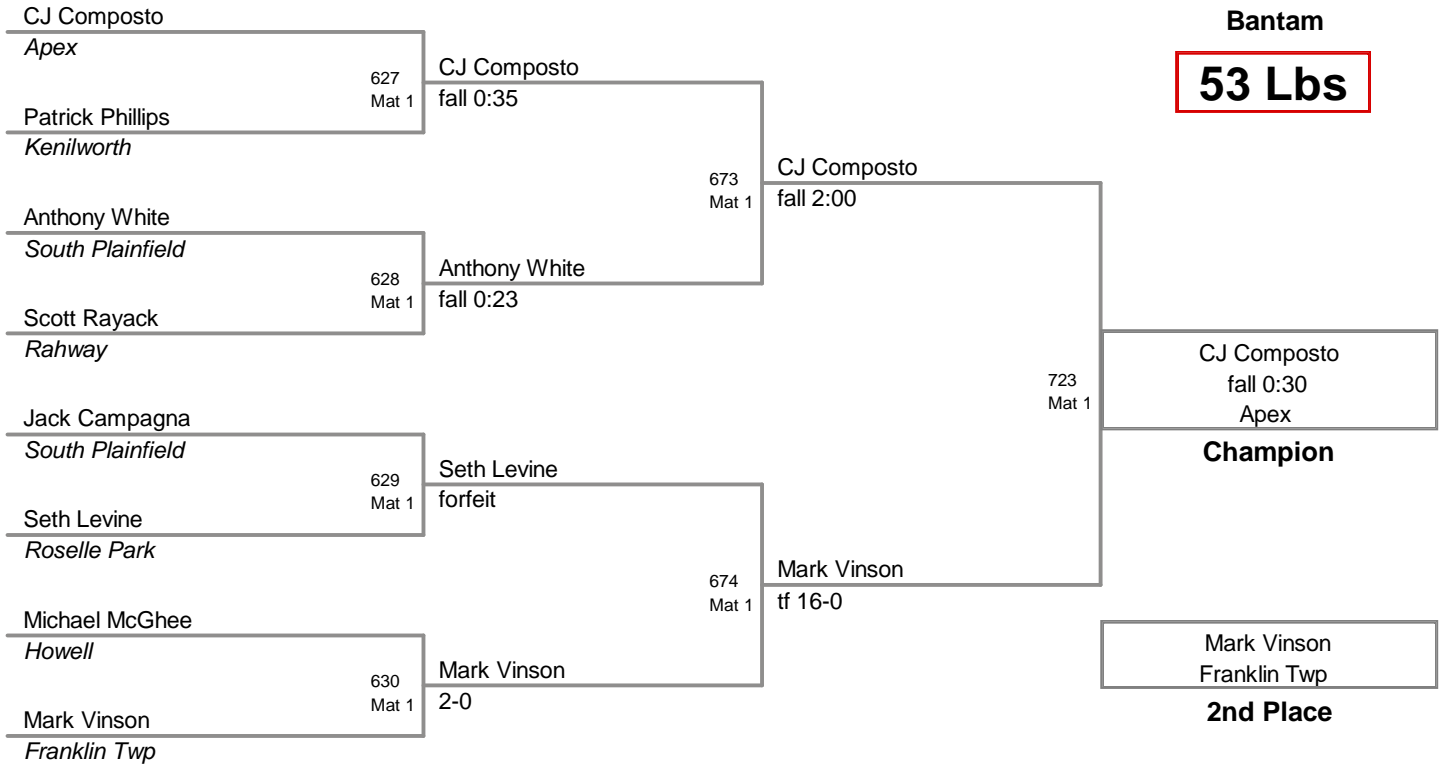 CJ Composto
Apex
627
Mat 1
CJ Composto
fall 0:35
Patrick Phillips
Kenilworth
673
Mat 1
CJ Composto
fall 2:00
Anthony White
South Plainfield
628
Mat 1
Anthony White
fall 0:23
Scott Rayack
Rahway
723
Mat 1
Jack Campagna
South Plainfield
629
Mat 1
Seth Levine
forfeit
Seth Levine
Roselle Park
674
Mat 1
Mark Vinson
tf 16-0
Michael McGhee
Howell
630
Mat 1
Mark Vinson
2-0
Mark Vinson
Franklin Twp
Bantam
53 Lbs
CJ Composto
fall 0:30
Apex
Champion
Mark Vinson
Franklin Twp
2nd Place